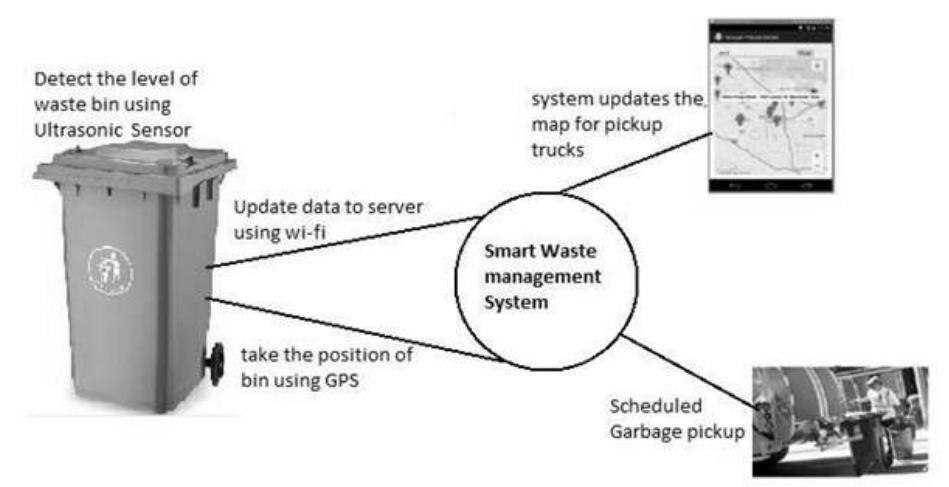 Detect the level of
waste bin using
Ultrasonic Sensor
system updates the
map for pickup
trucks
Update data to server
using wi-fi
Smart Waste
management
System
take the position of
bin using GPS
Scheduled
Garbage pickup